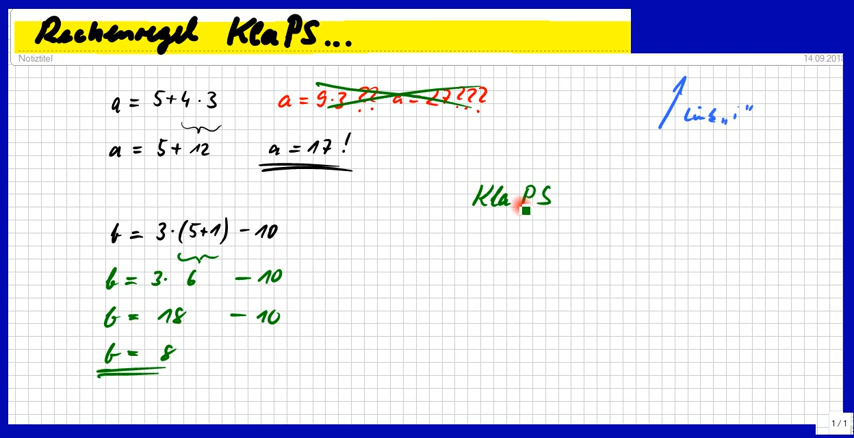 Rechenregel KlaPS...
Notiztitel
14.09.201
a = 5+4·3
a = 9·3 ?? a = 27???
Link „i"
a = 5+12
a = 17!
KlaPS
b = 3·(5+1) - 10
b = 3· 6 - 10
b = 18 - 10
b = 8
1 / 1